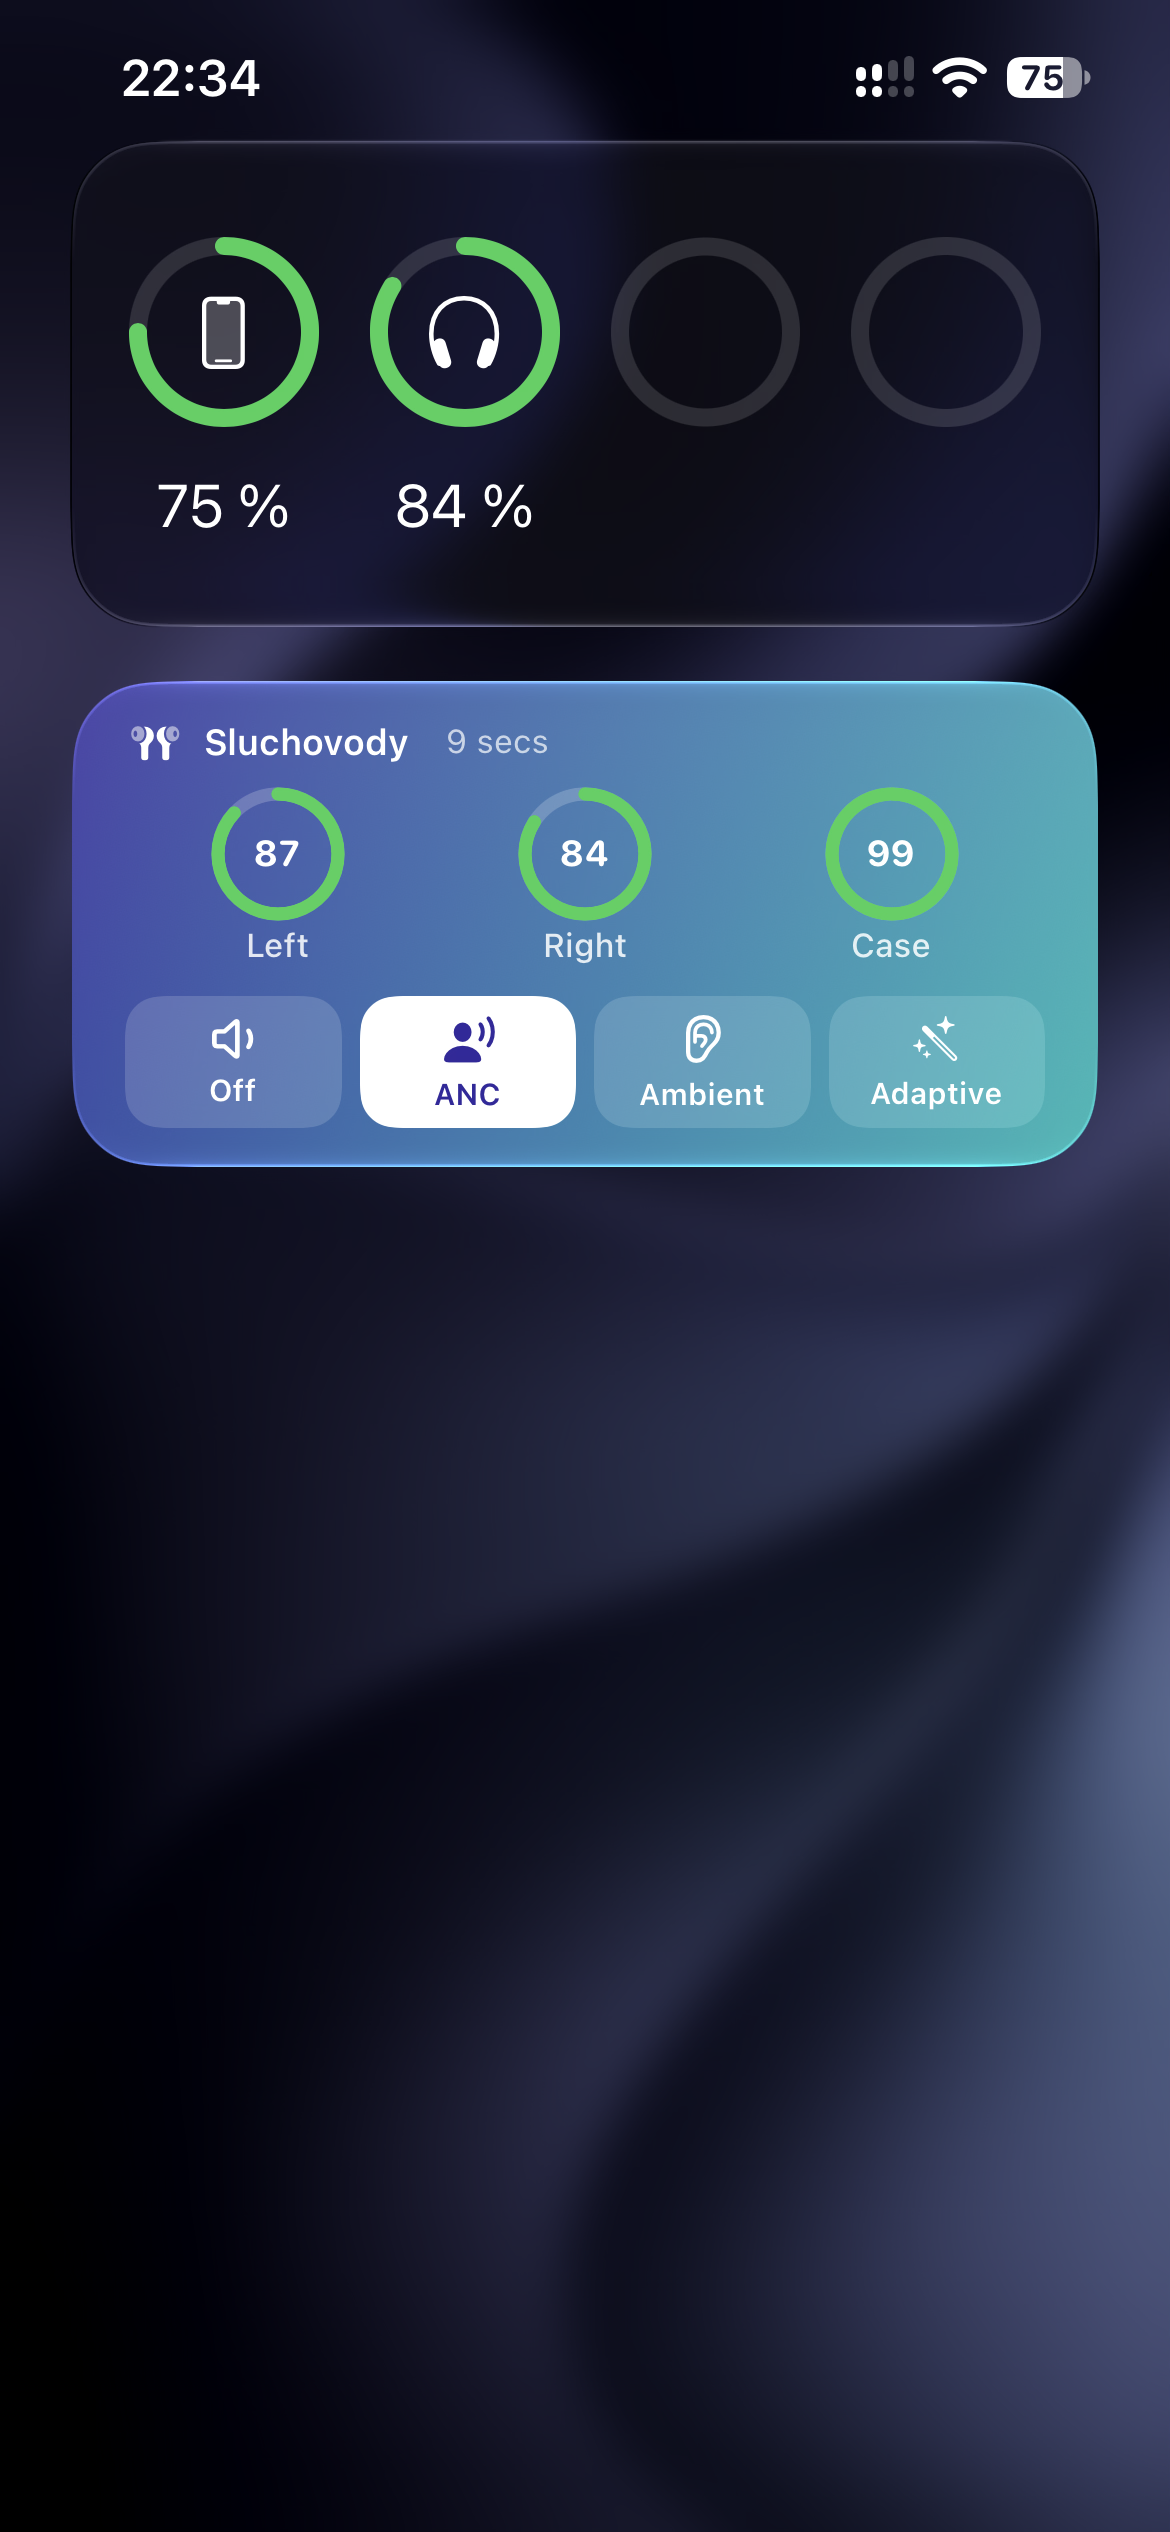 22:34
75
75 %
84 %
Sluchovody 9 secs
87
84
99
Left
Right
Case
Off
ANC
Ambient
Adaptive